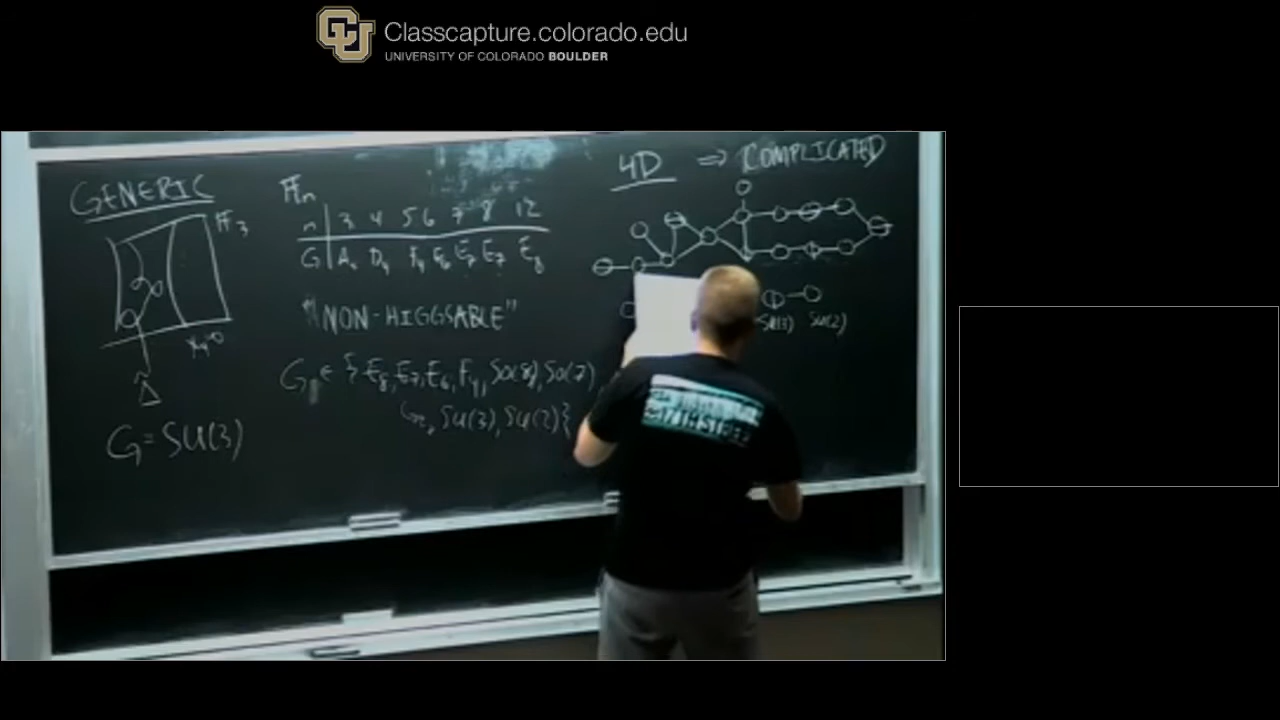 Classcapture.colorado.edu
UNIVERSITY OF COLORADO BOULDER
GENERIC
𝔽₃
G = SU(3)
𝔽ₙ
n | 3 4 5 6 7 8 12
G | A₂ D₄ F₄ E₆ E₇ E₇ E₈
"NON-HIGGSABLE"
G ∈ { E₈, E₇, E₆, F₄, SO(8), SO(7)
G₂, SU(3), SU(2)}
4D ⇒ COMPLICATED
SU(3) SU(2)